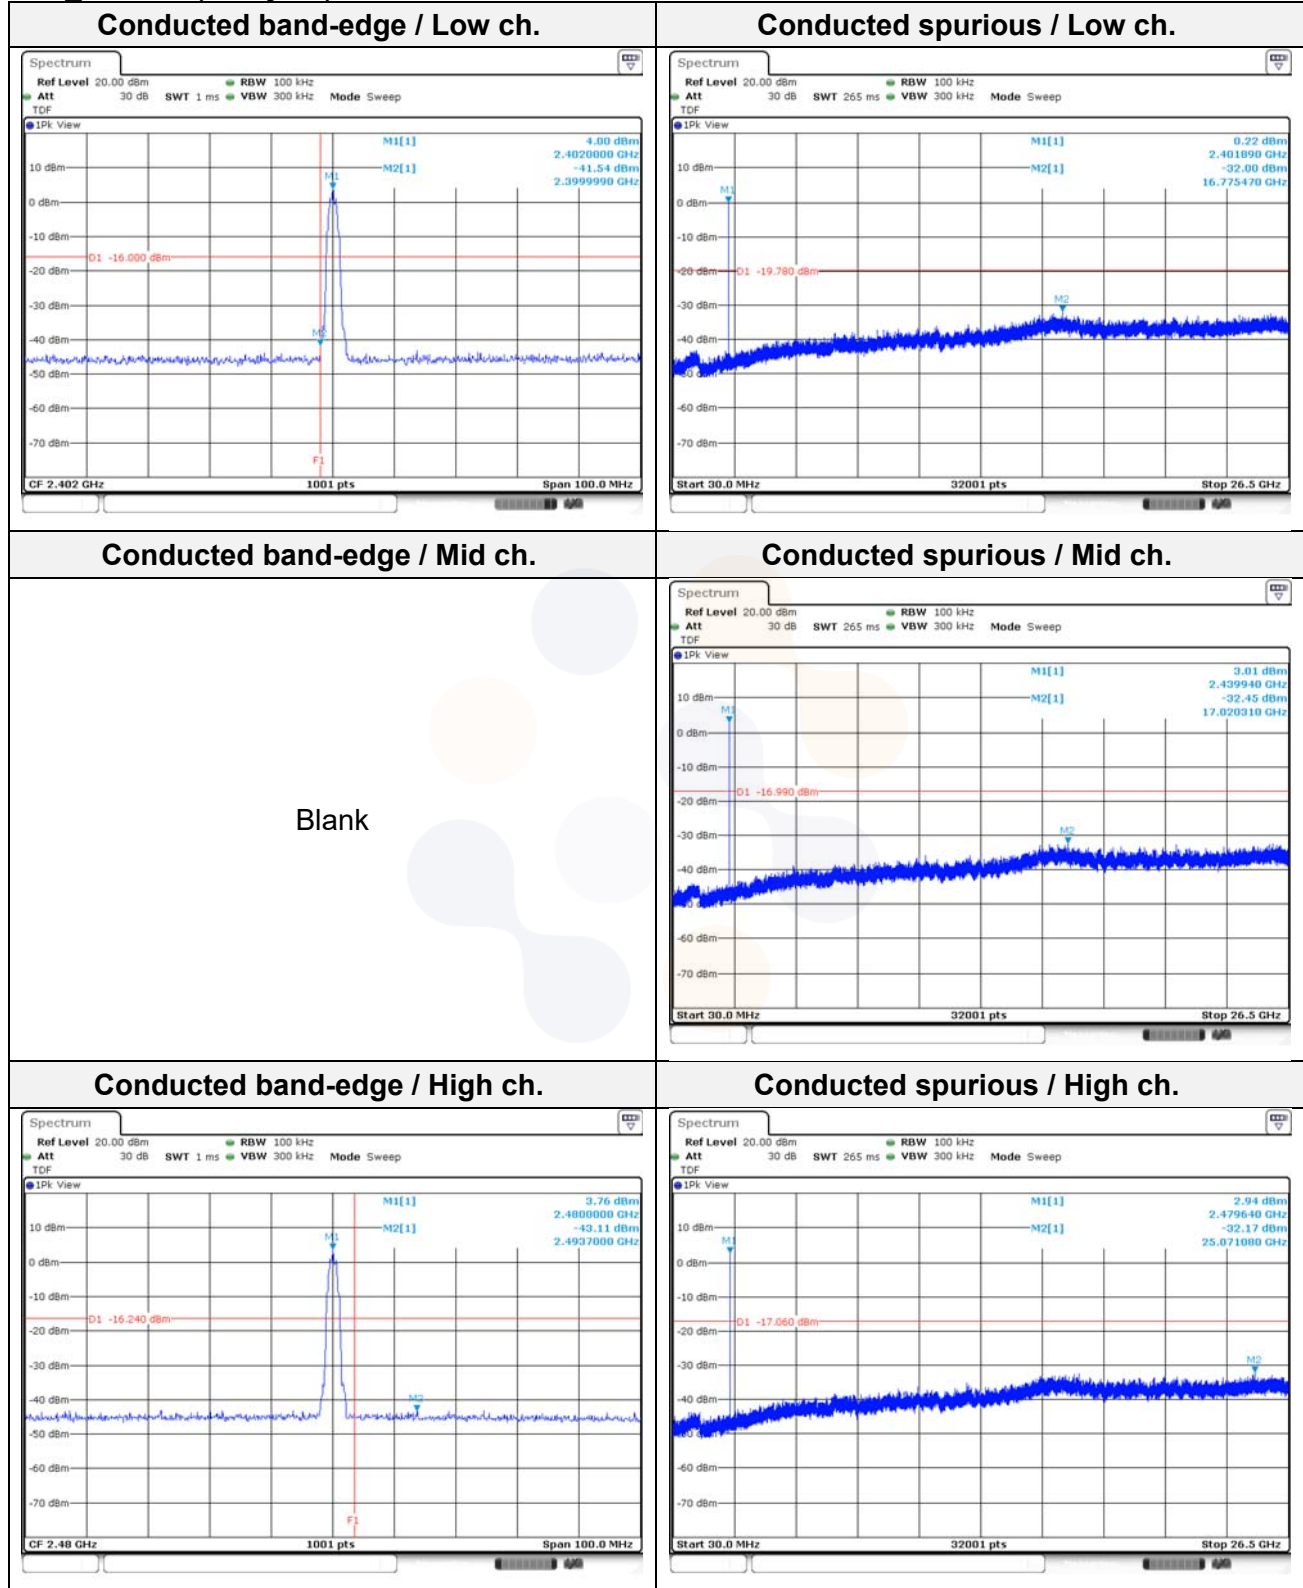 Conducted band-edge / Low ch.
Spectrum
Ref Level 20.00 dBm RBW 100 kHz
Att 30 dB SWT 1 ms VBW 300 kHz Mode Sweep
TDF
1Pk View
M1[1] 4.00 dBm
2.4020000 GHz
10 dBm M2[1] -41.54 dBm
2.3999990 GHz
M1
0 dBm
-10 dBm
D1 -16.000 dBm
-20 dBm
-30 dBm
M2
-40 dBm
-50 dBm
-60 dBm
-70 dBm
F1
CF 2.402 GHz 1001 pts Span 100.0 MHz
Conducted spurious / Low ch.
Spectrum
Ref Level 20.00 dBm RBW 100 kHz
Att 30 dB SWT 265 ms VBW 300 kHz Mode Sweep
TDF
1Pk View
M1[1] 0.22 dBm
2.401890 GHz
10 dBm M2[1] -32.00 dBm
16.775470 GHz
M1
0 dBm
-10 dBm
-20 dBm D1 -19.780 dBm
-30 dBm
M2
-40 dBm
-60 dBm
-70 dBm
Start 30.0 MHz 32001 pts Stop 26.5 GHz
Conducted band-edge / Mid ch.
Blank
Conducted spurious / Mid ch.
Spectrum
Ref Level 20.00 dBm RBW 100 kHz
Att 30 dB SWT 265 ms VBW 300 kHz Mode Sweep
TDF
1Pk View
M1[1] 3.01 dBm
2.439940 GHz
10 dBm M2[1] -32.45 dBm
17.020310 GHz
M1
0 dBm
-10 dBm
D1 -16.990 dBm
-20 dBm
-30 dBm
M2
-40 dBm
-60 dBm
-70 dBm
Start 30.0 MHz 32001 pts Stop 26.5 GHz
Conducted band-edge / High ch.
Spectrum
Ref Level 20.00 dBm RBW 100 kHz
Att 30 dB SWT 1 ms VBW 300 kHz Mode Sweep
TDF
1Pk View
M1[1] 3.76 dBm
2.4800000 GHz
10 dBm M2[1] -43.11 dBm
2.4937000 GHz
M1
0 dBm
-10 dBm
D1 -16.240 dBm
-20 dBm
-30 dBm
-40 dBm
M2
-50 dBm
-60 dBm
-70 dBm
F1
CF 2.48 GHz 1001 pts Span 100.0 MHz
Conducted spurious / High ch.
Spectrum
Ref Level 20.00 dBm RBW 100 kHz
Att 30 dB SWT 265 ms VBW 300 kHz Mode Sweep
TDF
1Pk View
M1[1] 2.94 dBm
2.479640 GHz
10 dBm M2[1] -32.17 dBm
25.071080 GHz
M1
0 dBm
-10 dBm
D1 -17.060 dBm
-20 dBm
-30 dBm
M2
-40 dBm
-60 dBm
-70 dBm
Start 30.0 MHz 32001 pts Stop 26.5 GHz